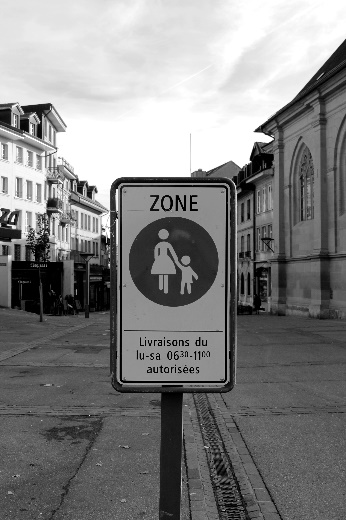 ZONE
Livraisons du
lu-sa 06³⁰-11⁰⁰
autorisées